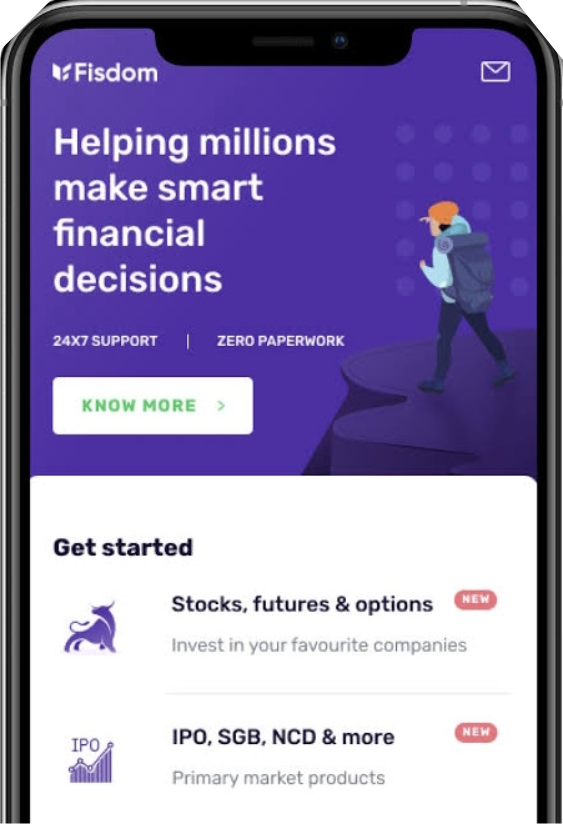 Fisdom
Helping millions
make smart
financial
decisions
24X7 SUPPORT | ZERO PAPERWORK
KNOW MORE >
Get started
Stocks, futures & options NEW
Invest in your favourite companies
IPO
IPO, SGB, NCD & more NEW
Primary market products